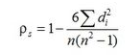 ρₛ = 1 − 6∑dᵢ² / n(n² − 1)